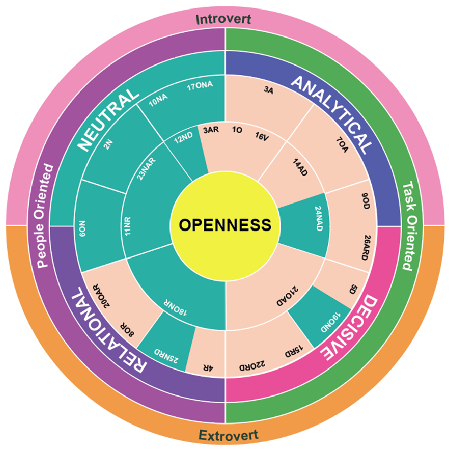 Introvert
NEUTRAL
ANALYTICAL
People Oriented
Task Oriented
17ONA
10NA
2N
6ON
3A
7OA
9OD
26ARD
12ND
3AR
1O
16V
14AD
23NAR
11NR
24NAD
OPENNESS
18ONR
21OAD
20OAR
8OR
25NRD
4R
22ORD
15RD
19OND
5D
RELATIONAL
DECISIVE
Extrovert